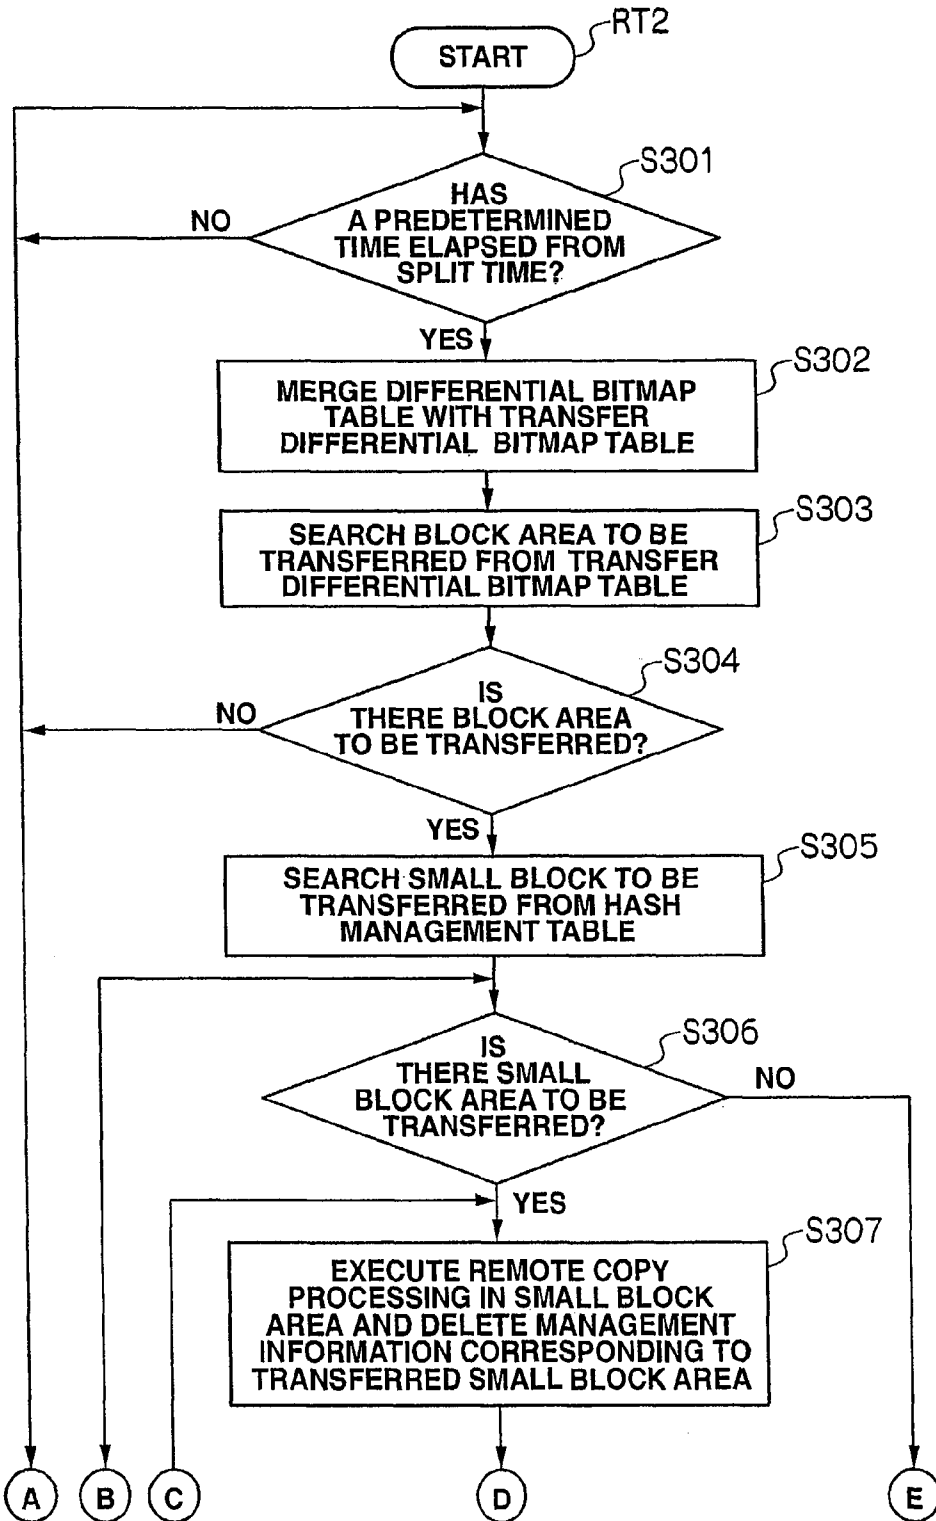 RT2
START
S301
HAS
A PREDETERMINED
TIME ELAPSED FROM
SPLIT TIME?
NO
YES
S302
MERGE DIFFERENTIAL BITMAP
TABLE WITH TRANSFER
DIFFERENTIAL BITMAP TABLE
S303
SEARCH BLOCK AREA TO BE
TRANSFERRED FROM TRANSFER
DIFFERENTIAL BITMAP TABLE
S304
IS
THERE BLOCK AREA
TO BE TRANSFERRED?
NO
YES
S305
SEARCH SMALL BLOCK TO BE
TRANSFERRED FROM HASH
MANAGEMENT TABLE
S306
IS
THERE SMALL
BLOCK AREA TO BE
TRANSFERRED?
NO
YES
S307
EXECUTE REMOTE COPY
PROCESSING IN SMALL BLOCK
AREA AND DELETE MANAGEMENT
INFORMATION CORRESPONDING TO
TRANSFERRED SMALL BLOCK AREA
A B C D E